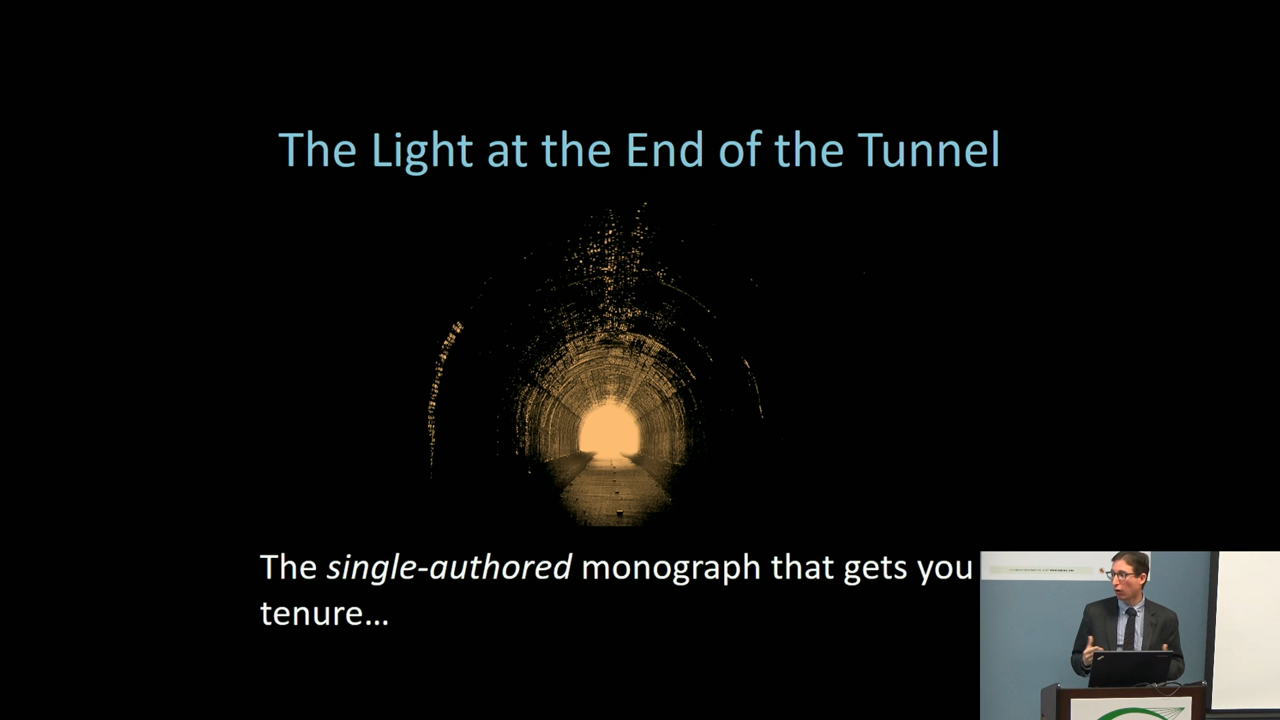 The Light at the End of the Tunnel
The single-authored monograph that gets you
tenure…